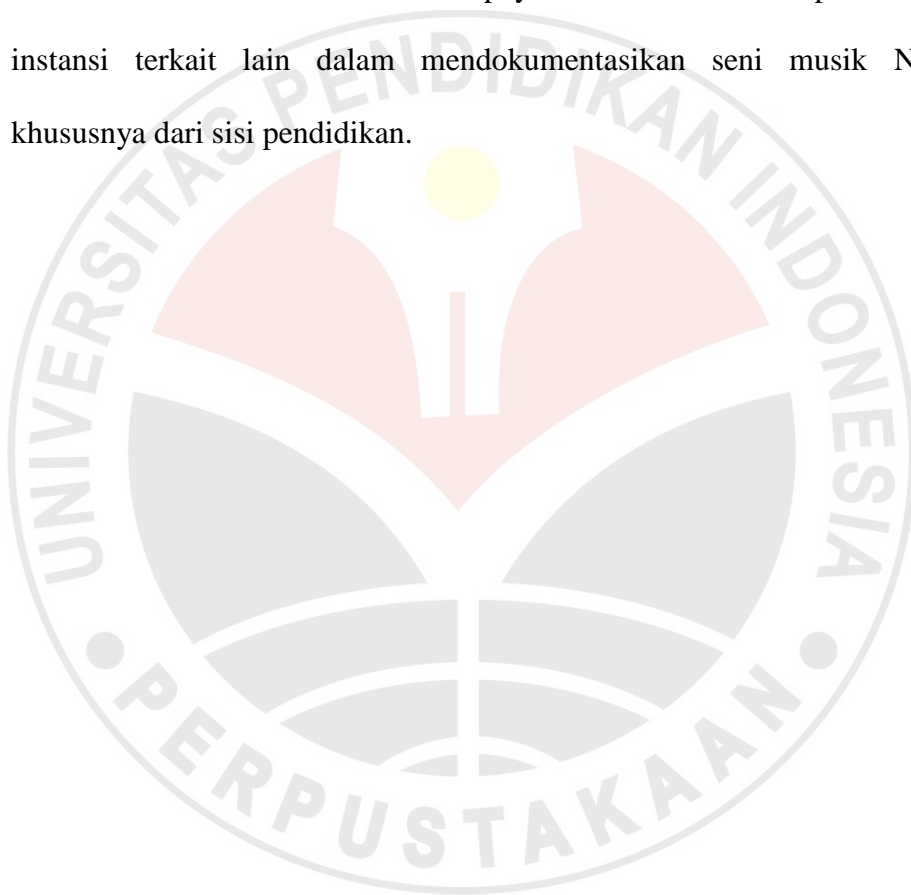 instansi terkait lain dalam mendokumentasikan seni musik N
khususnya dari sisi pendidikan.
UNIVERSITAS PENDIDIKAN INDONESIA
PERPUSTAKAAN